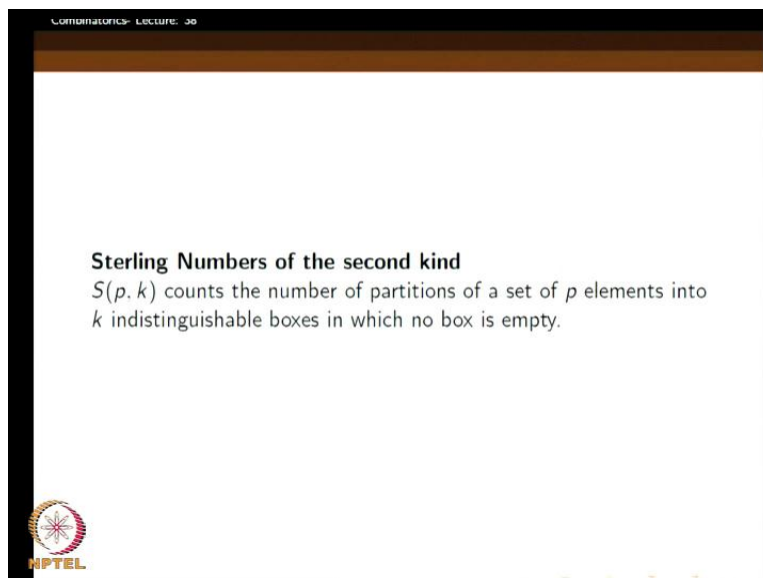 Combinatorics- Lecture: 38
Sterling Numbers of the second kind
S(p, k) counts the number of partitions of a set of p elements into
k indistinguishable boxes in which no box is empty.
NPTEL